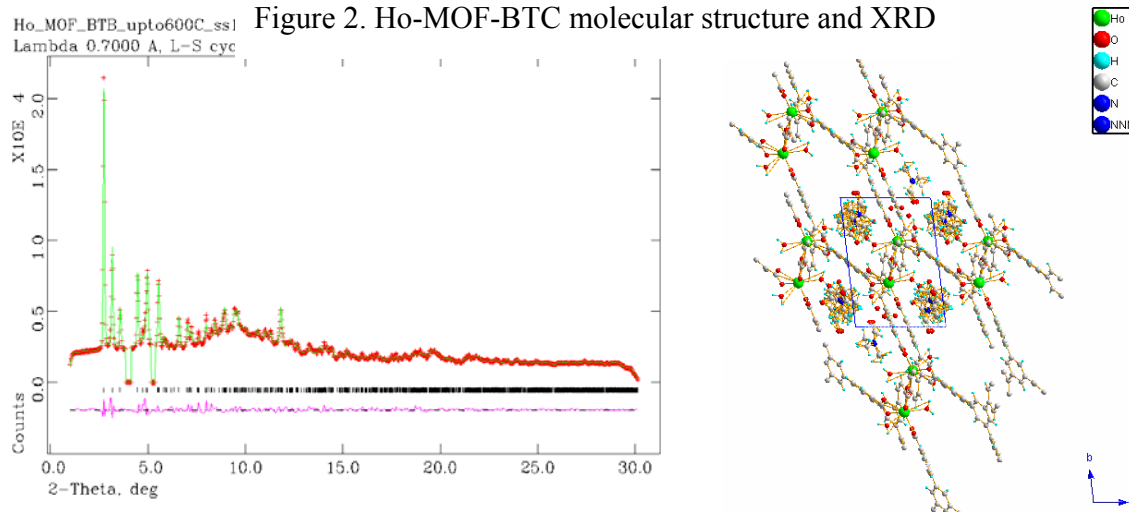 Figure 2. Ho-MOF-BTC molecular structure and XRD
Ho_MOF_BTB_upto600C_ss1
Lambda 0.7000 A, L-S cyc
X10E 4
2.0
1.5
1.0
0.5
0.0
Counts
1.0 5.0 10.0 15.0 20.0 25.0 30.0
2-Theta, deg
Ho
O
H
C
N
b